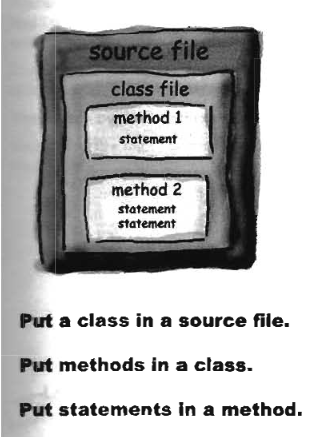 source file
class file
method 1
statement
method 2
statement
statement
Put a class in a source file.
Put methods in a class.
Put statements in a method.